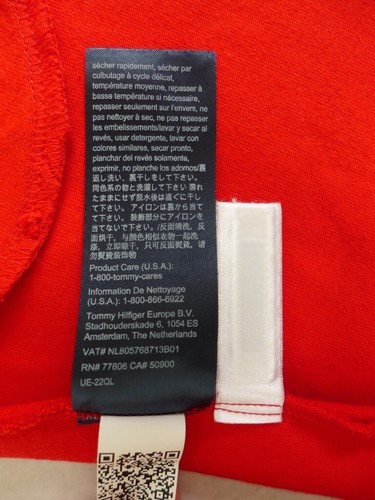 sécher rapidement, sécher par
culbutage à cycle délicat,
température moyenne, repasser à
basse température si nécessaire,
repasser seulement sur l'envers, ne
pas nettoyer à sec, ne pas repasser
les embelissements/lavar y secar al
revés, usar detergente, lavar con
colores similares, secar pronto,
planchar del revés solamente,
exprimir, no planche los adornos/裏
返し洗い、裏干しをして下さい。
同色系の物と洗濯して下さい 濡れ
たままにせず脱水後は直ぐに干し
て下さい。アイロンは裏から当て
て下さい。装飾部分にアイロンを
当てないで下さい。/反面清洗，反
面烘干，与颜色相似衣物一起洗
涤，立即晾干，只可反面熨烫，请
勿熨烫装饰物
Product Care (U.S.A.):
1-800-tommy-cares
Information De Nettoyage
(U.S.A.): 1-800-866-6922
Tommy Hilfiger Europe B.V.
Stadhouderskade 6, 1054 ES
Amsterdam, The Netherlands
VAT# NL805768713B01
RN# 77806 CA# 50900
UE-22QL